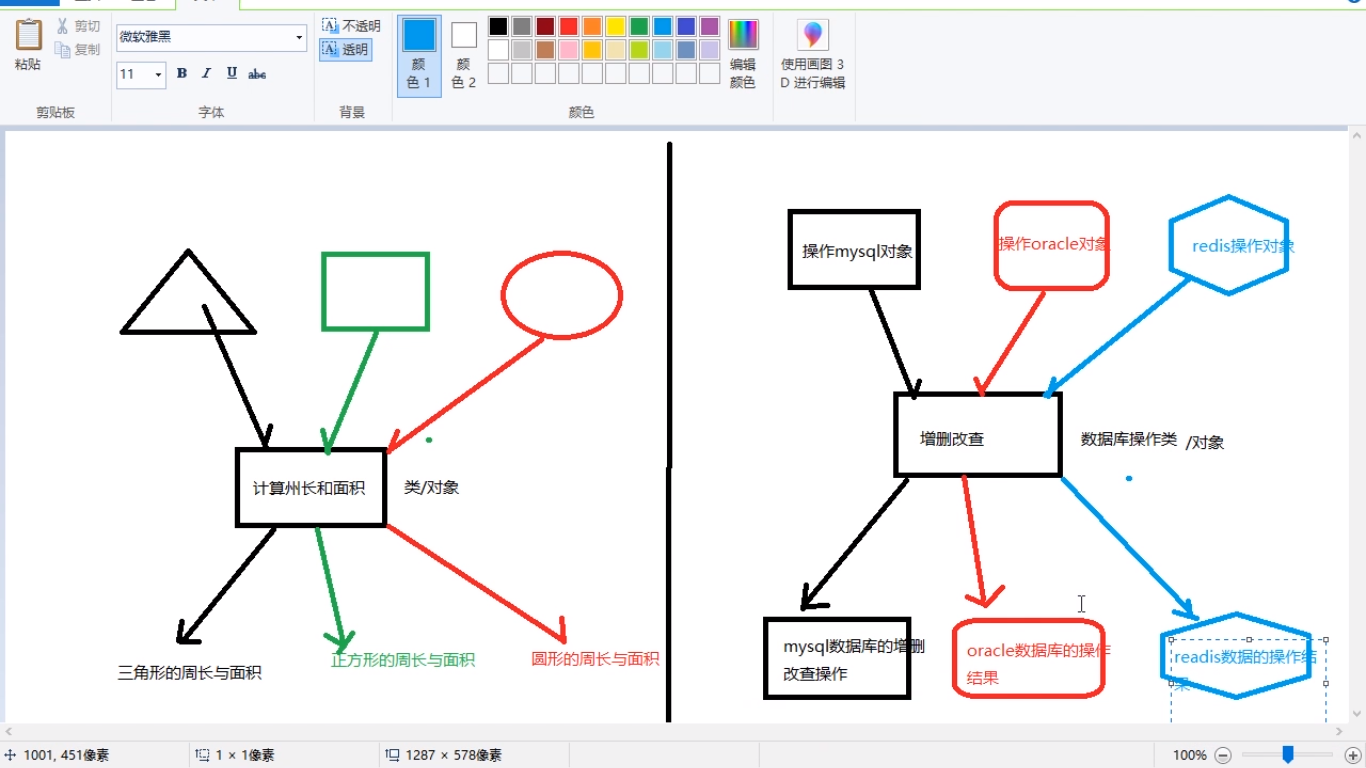 剪切
不透明
微软雅黑
复制
透明
粘贴
颜
色 1
颜
色 2
编辑
颜色
使用画图 3
D 进行编辑
11
B I U abc
剪贴板
字体
背景
颜色
操作mysql对象
操作oracle对象
redis操作对象
增删改查
数据库操作类
/对象
计算州长和面积
类/对象
三角形的周长与面积
正方形的周长与面积
圆形的周长与面积
mysql数据库的增删
改查操作
oracle数据库的操作
结果
readis数据的操作结
果
1001, 451像素
1 × 1像素
1287 × 578像素
100%